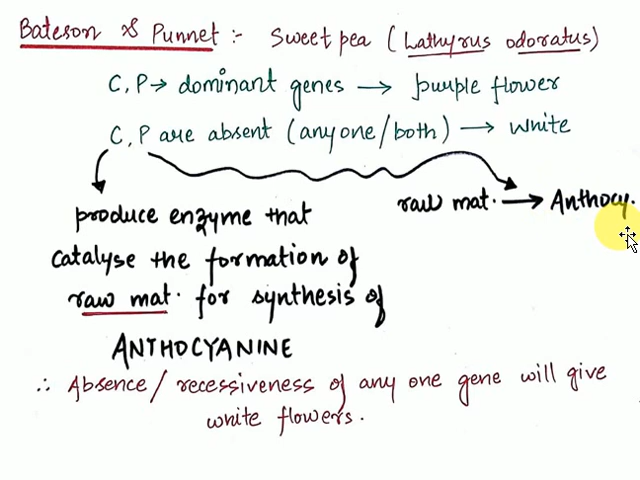 Bateson & Punnet :- Sweet pea (Lathyrus odoratus)
C, P → dominant genes → purple flower
C, P are absent (any one/both) → white
raw mat. → Anthocy.
produce enzyme that
catalyse the formation of
raw mat. for synthesis of
ANTHOCYANINE
∴ Absence/recessiveness of any one gene will give
white flowers.